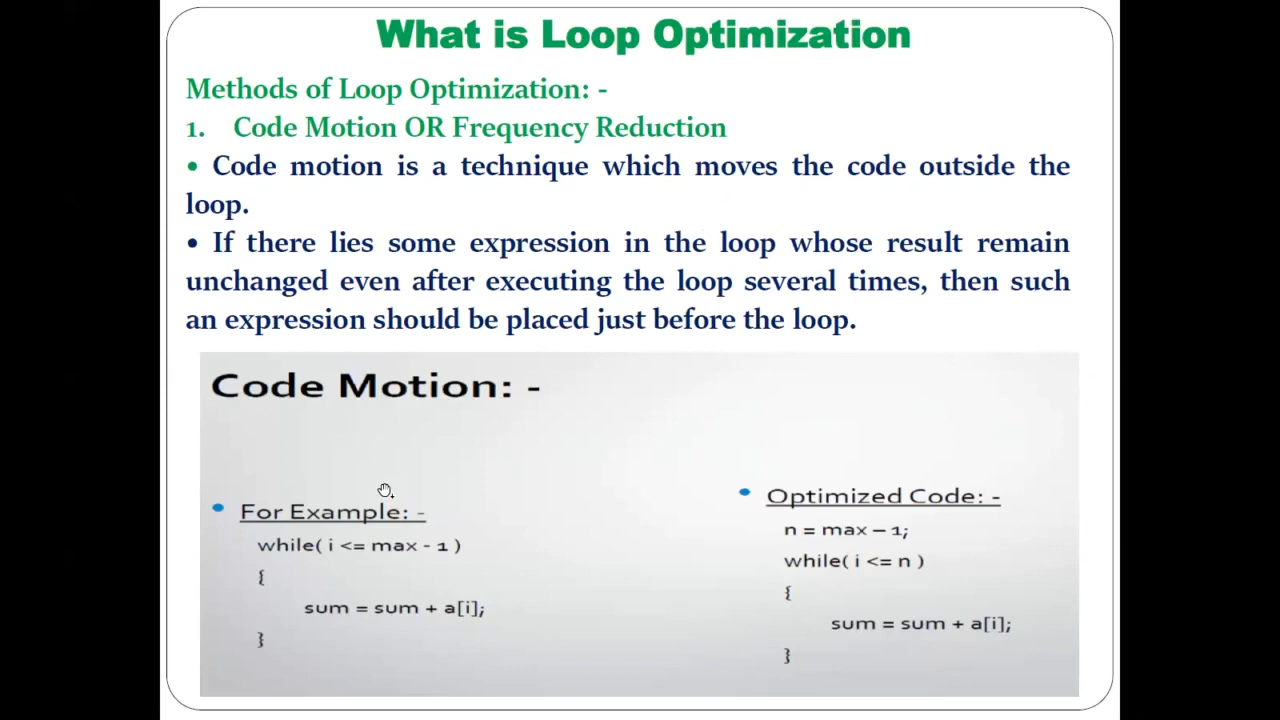 What is Loop Optimization
Methods of Loop Optimization: -
1. Code Motion OR Frequency Reduction
• Code motion is a technique which moves the code outside the
loop.
• If there lies some expression in the loop whose result remain
unchanged even after executing the loop several times, then such
an expression should be placed just before the loop.
Code Motion: -
• For Example: -
while( i <= max - 1 )
{
sum = sum + a[i];
}
• Optimized Code: -
n = max – 1;
while( i <= n )
{
sum = sum + a[i];
}